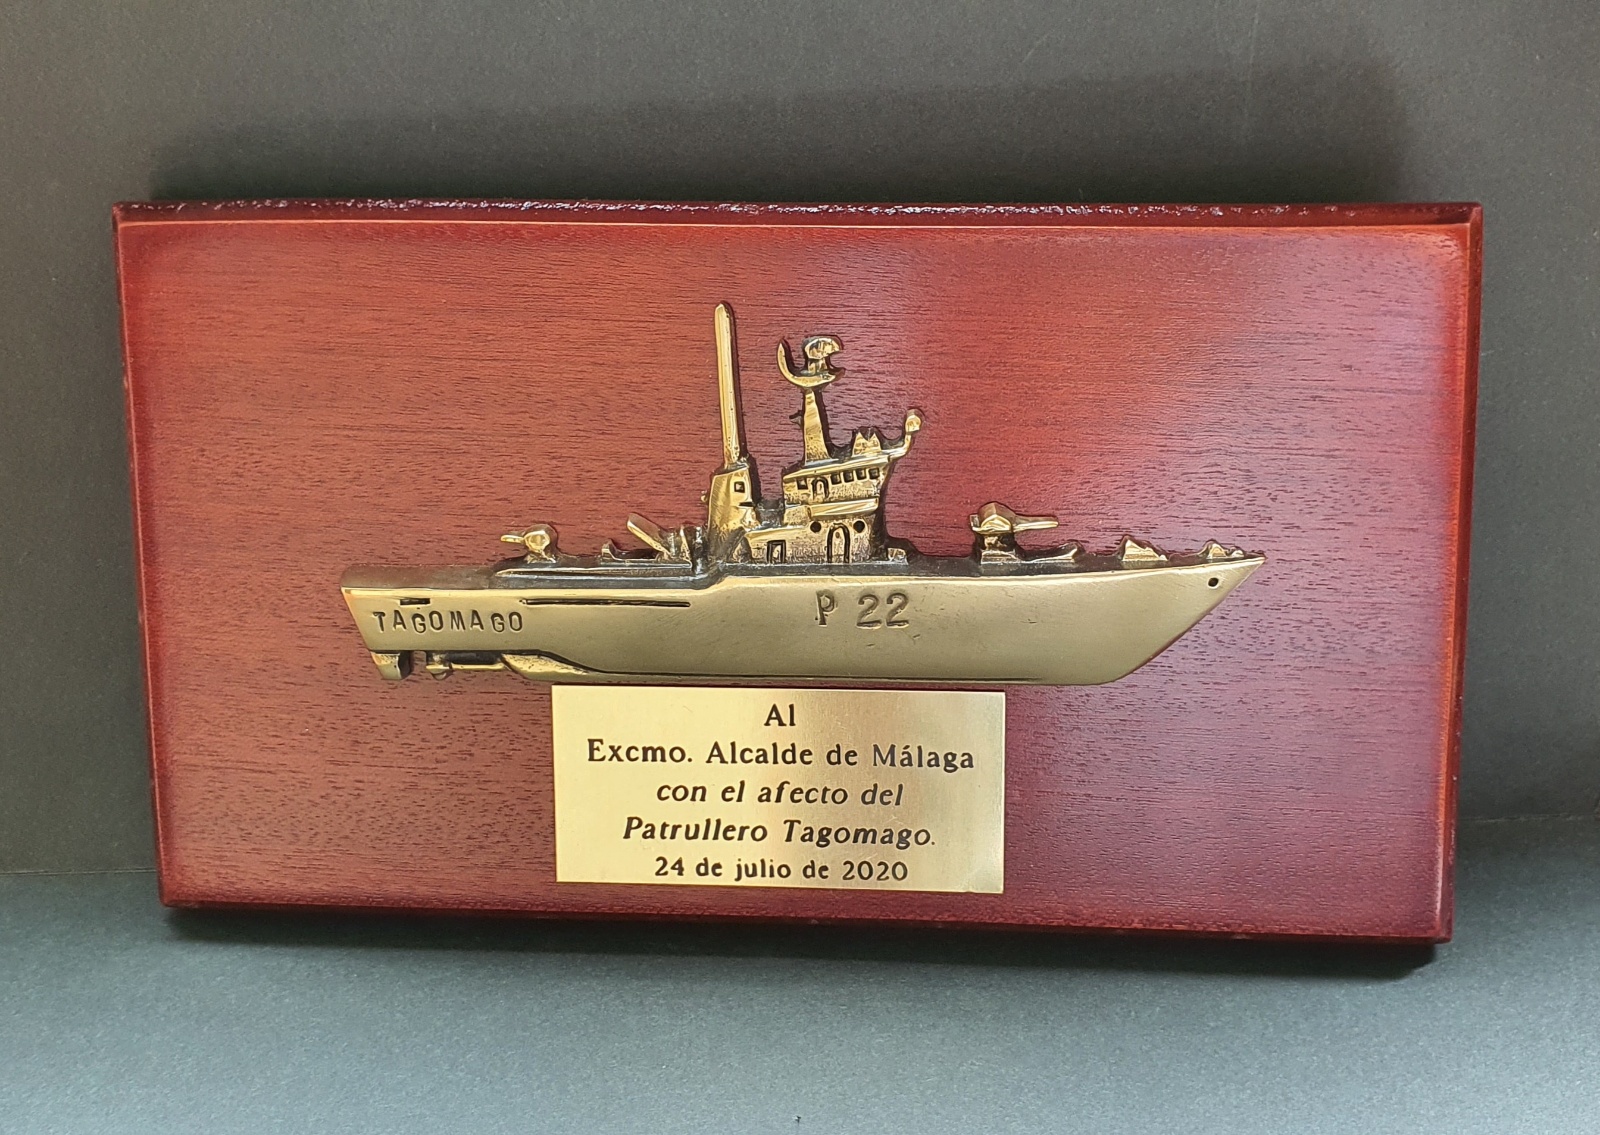 TAGOMAGO
P 22
Al
Excmo. Alcalde de Málaga
con el afecto del
Patrullero Tagomago.
24 de julio de 2020